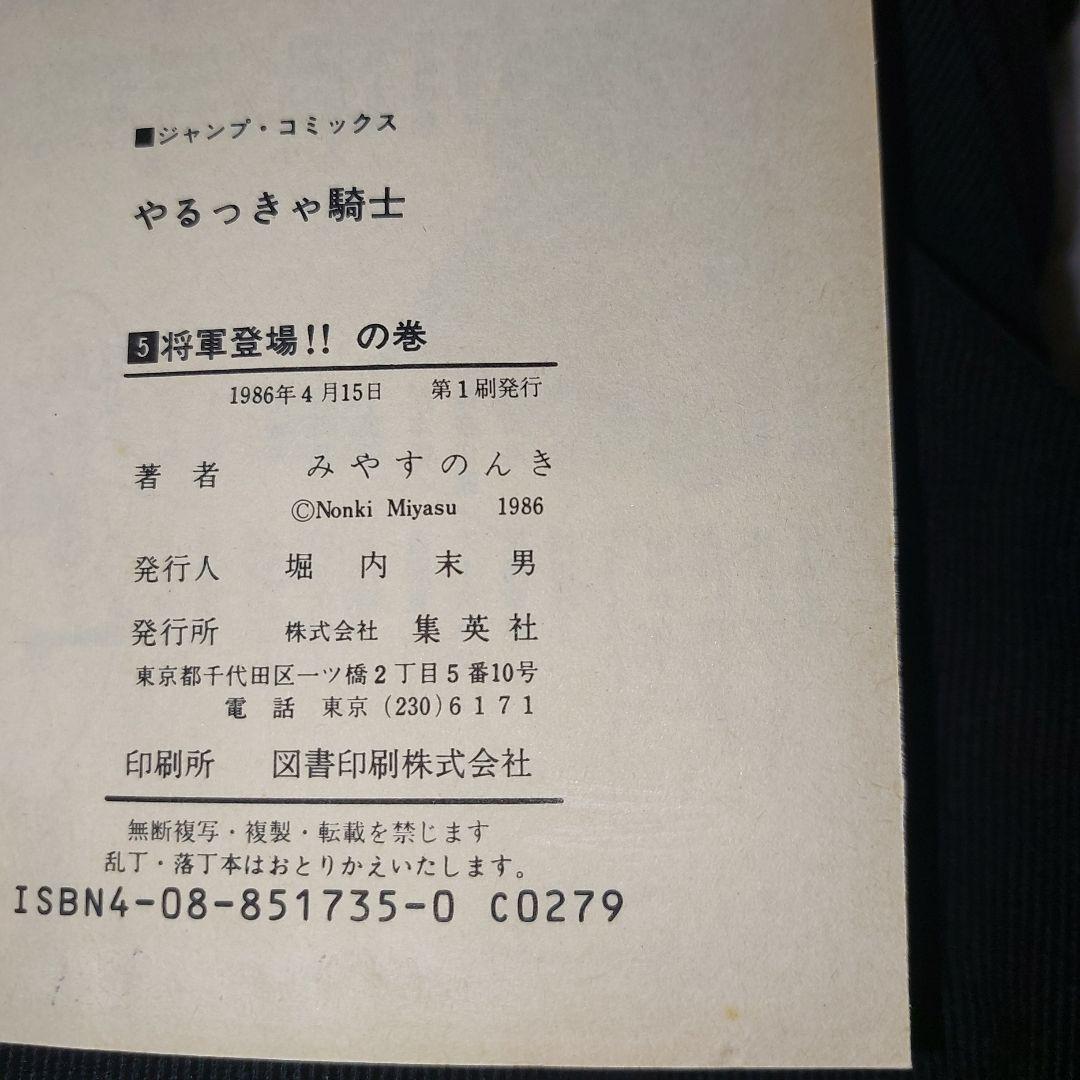 ■ジャンプ・コミックス
やるっきゃ騎士
5将軍登場!! の巻
1986年4月15日 第1刷発行
著者 みやすのんき
©Nonki Miyasu 1986
発行人 堀内末男
発行所 株式会社 集英社
東京都千代田区一ツ橋2丁目5番10号
電話 東京(230)6171
印刷所 図書印刷株式会社
無断複写・複製・転載を禁じます
乱丁・落丁本はおとりかえいたします。
ISBN4-08-851735-0 C0279